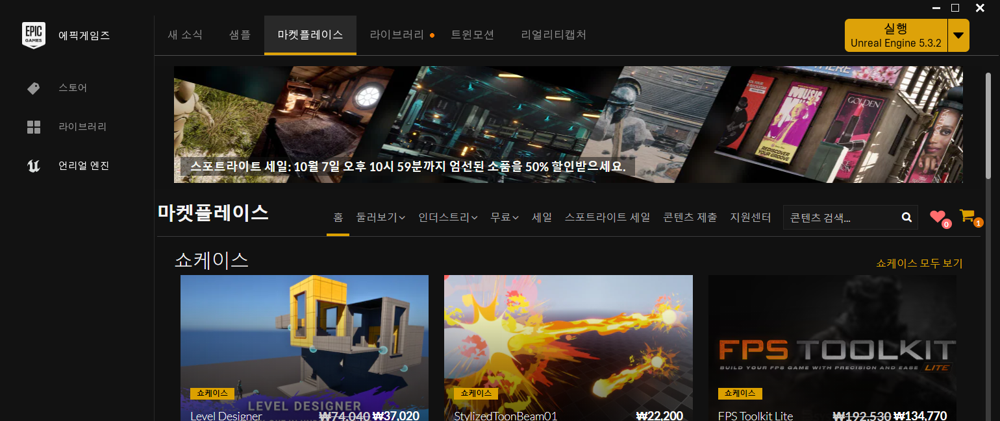 EPIC
GAMES
에픽게임즈
새 소식
샘플
마켓플레이스
라이브러리
트윈모션
리얼리티캡처
실행
Unreal Engine 5.3.2
스토어
라이브러리
언리얼 엔진
MUSIC
REDISCOVER
YOUR GROOVE
GOLDEN
스포트라이트 세일: 10월 7일 오후 10시 59분까지 엄선된 소품을 50% 할인받으세요.
마켓플레이스
홈
둘러보기
인더스트리
무료
세일
스포트라이트 세일
콘텐츠 제출
지원센터
콘텐츠 검색...
0
1
쇼케이스
쇼케이스 모두 보기
쇼케이스
LEVEL DESIGNER
Level Designer
₩74,040 ₩37,020
쇼케이스
StylizedToonBeam01
₩22,200
FPS TOOLKIT
BUILD YOUR FPS GAME WITH PRECISION AND EASE LITE
쇼케이스
FPS Toolkit Lite
₩192,530 ₩134,770